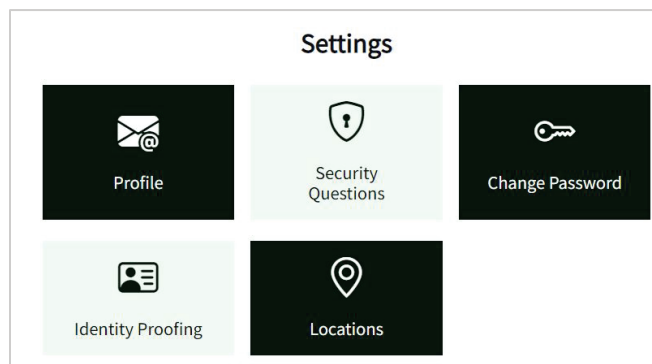 Settings
Profile
Security
Questions
Change Password
Identity Proofing
Locations